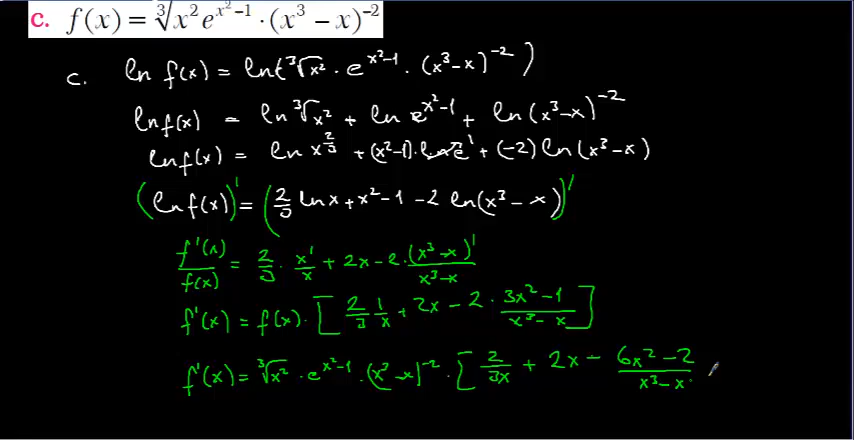 c. f(x) = ∛x² e^(x²−1) · (x³ − x)^−2
c. ln f(x) = ln(∛x² · e^(x²−1) · (x³−x)^−2)
ln f(x) = ln ∛x² + ln e^(x²−1) + ln (x³−x)^−2
ln f(x) = ln x^(2/3) + (x²−1)·ln e + (−2) ln (x³−x)
(ln f(x))' = (2/3 ln x + x²−1 −2 ln(x³−x))'
f'(x)/f(x) = 2/3 · x'/x + 2x − 2·(x³−x)'/(x³−x)
f'(x) = f(x)·[2/3 1/x + 2x − 2 · (3x²−1)/(x³−x)]
f'(x) = ∛x² · e^(x²−1) · (x³−x)^−2 · [2/3x + 2x − (6x²−2)/(x³−x)